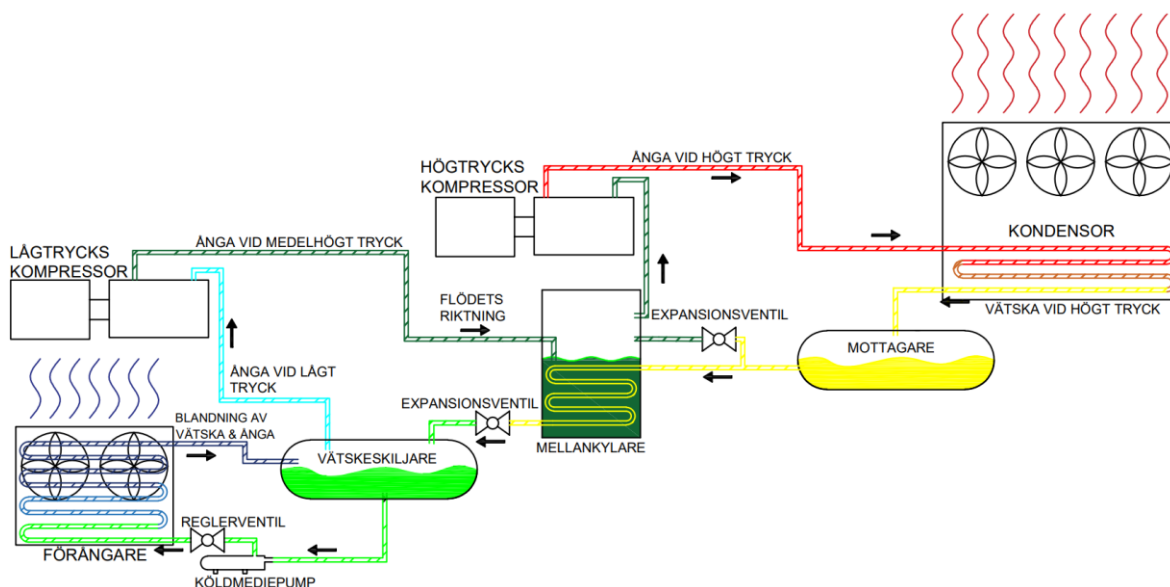 ÅNGA VID HÖGT TRYCK
HÖGTRYCKS
KOMPRESSOR
KONDENSOR
ÅNGA VID MEDELHÖGT TRYCK
LÅGTRYCKS
KOMPRESSOR
FLÖDETS
RIKTNING
EXPANSIONSVENTIL
VÄTSKA VID HÖGT TRYCK
MOTTAGARE
ÅNGA VID LÅGT
TRYCK
EXPANSIONSVENTIL
BLANDNING AV
VÄTSKA & ÅNGA
MELLANKYLARE
VÄTSKESKILJARE
REGLERVENTIL
FÖRÅNGARE
KÖLDMEDIEPUMP